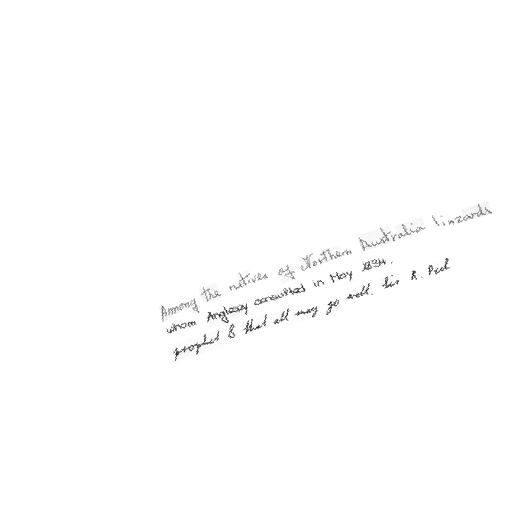 Among the natives of Northern Australia linzards
whom Anglesey consulted in May 1834.
prophet & that all may go well. Sir R. Peel